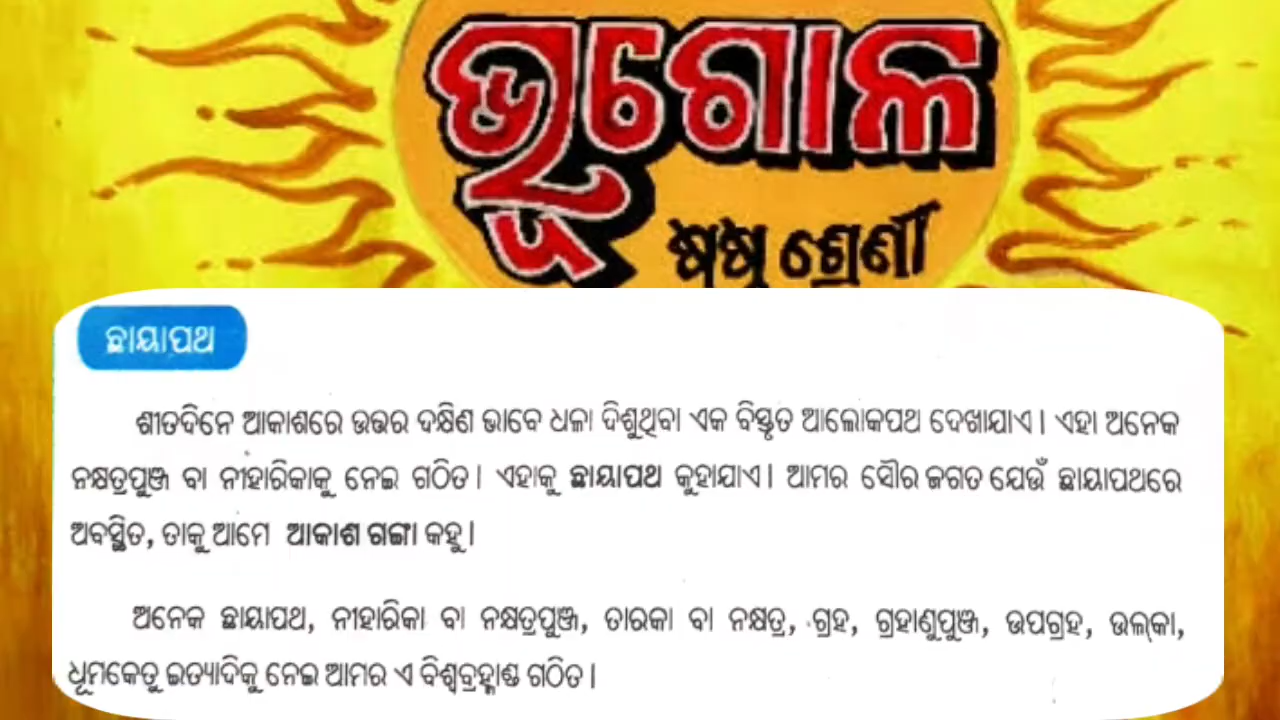 ଭୂଗୋଳ
ଷଷ୍ଠ ଶ୍ରେଣୀ
ଛାୟାପଥ
ଶୀତଦିନେ ଆକାଶରେ ଉତ୍ତର ଦକ୍ଷିଣ ଭାବେ ଧଳା ଦିଶୁଥିବା ଏକ ବିସ୍ତୃତ ଆଲୋକପଥ ଦେଖାଯାଏ । ଏହା ଅନେକ
ନକ୍ଷତ୍ରପୁଞ୍ଜ ବା ନୀହାରିକାକୁ ନେଇ ଗଠିତ । ଏହାକୁ ଛାୟାପଥ କୁହାଯାଏ । ଆମର ସୌର ଜଗତ ଯେଉଁ ଛାୟାପଥରେ
ଅବସ୍ଥିତ, ତାକୁ ଆମେ ଆକାଶ ଗଙ୍ଗା କହୁ ।
ଅନେକ ଛାୟାପଥ, ନୀହାରିକା ବା ନକ୍ଷତ୍ରପୁଞ୍ଜ, ତାରକା ବା ନକ୍ଷତ୍ର, ଗ୍ରହ, ଗ୍ରହାଣୁପୁଞ୍ଜ, ଉପଗ୍ରହ, ଉଲ୍‌କା,
ଧୂମକେତୁ ଇତ୍ୟାଦିକୁ ନେଇ ଆମର ଏ ବିଶ୍ୱବ୍ରହ୍ମାଣ୍ଡ ଗଠିତ ।